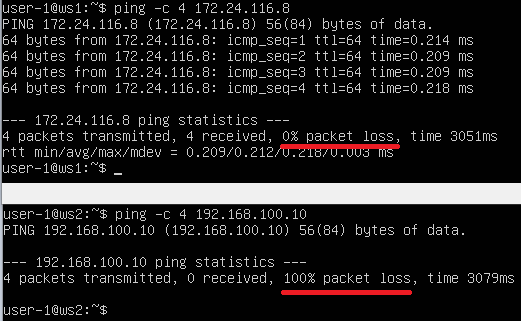 user-1@ws1:~$ ping -c 4 172.24.116.8
PING 172.24.116.8 (172.24.116.8) 56(84) bytes of data.
64 bytes from 172.24.116.8: icmp_seq=1 ttl=64 time=0.214 ms
64 bytes from 172.24.116.8: icmp_seq=2 ttl=64 time=0.209 ms
64 bytes from 172.24.116.8: icmp_seq=3 ttl=64 time=0.209 ms
64 bytes from 172.24.116.8: icmp_seq=4 ttl=64 time=0.218 ms
--- 172.24.116.8 ping statistics ---
4 packets transmitted, 4 received, 0% packet loss, time 3051ms
rtt min/avg/max/mdev = 0.209/0.212/0.218/0.003 ms
user-1@ws1:~$ _
user-1@ws2:~$ ping -c 4 192.168.100.10
PING 192.168.100.10 (192.168.100.10) 56(84) bytes of data.
--- 192.168.100.10 ping statistics ---
4 packets transmitted, 0 received, 100% packet loss, time 3079ms
user-1@ws2:~$